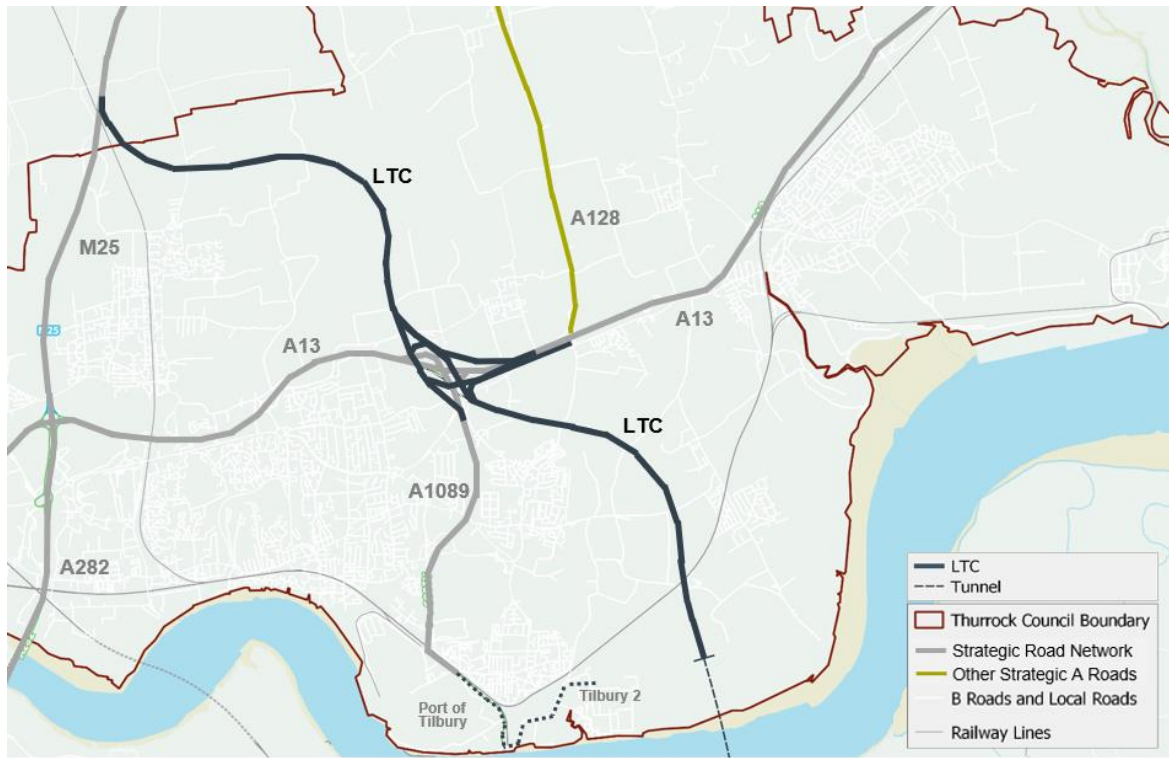 LTC
A128
M25
M25
A13
A13
LTC
A1089
A282
Port of
Tilbury
Tilbury 2
LTC
Tunnel
Thurrock Council Boundary
Strategic Road Network
Other Strategic A Roads
B Roads and Local Roads
Railway Lines